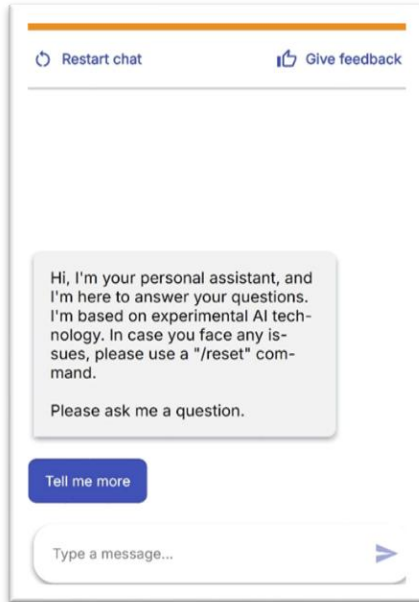 Restart chat Give feedback
Hi, I'm your personal assistant, and
I'm here to answer your questions.
I'm based on experimental AI tech-
nology. In case you face any is-
sues, please use a "/reset" com-
mand.
Please ask me a question.
Tell me more
Type a message...